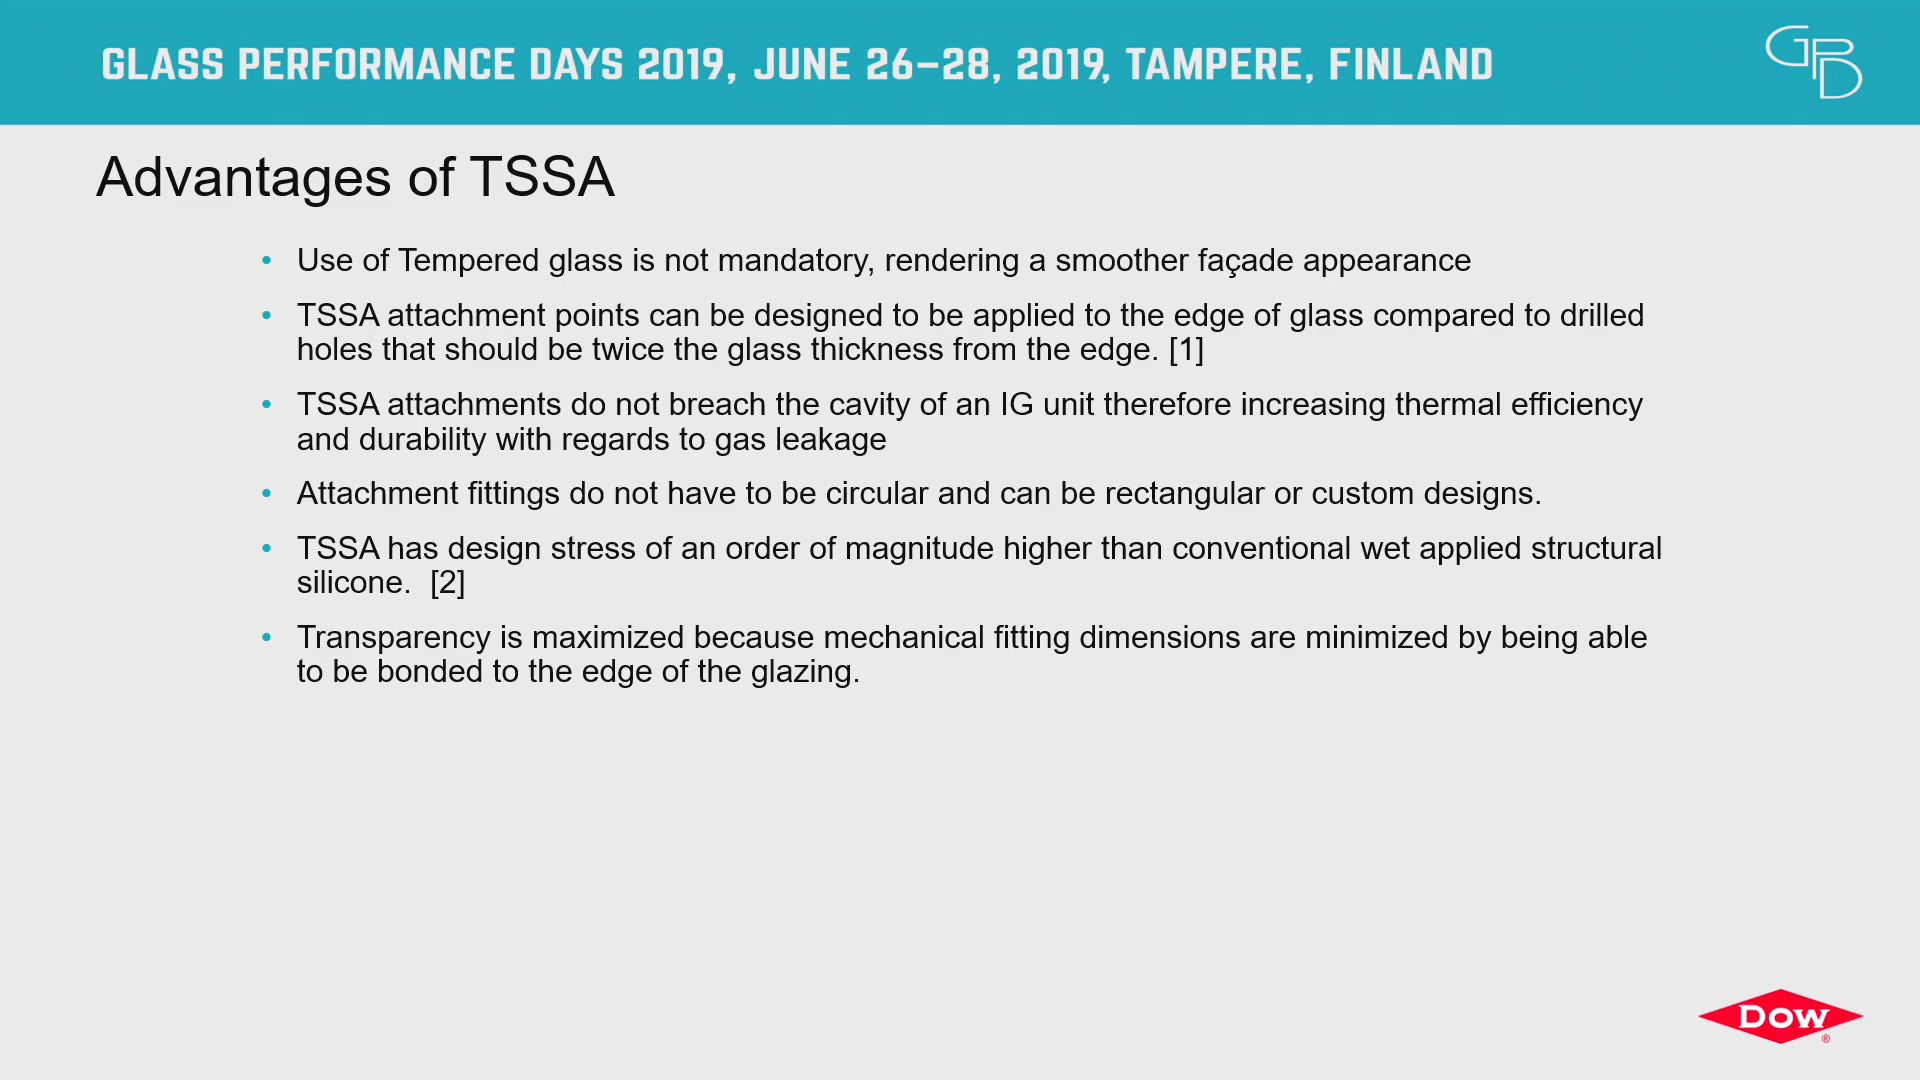 GLASS PERFORMANCE DAYS 2019, JUNE 26–28, 2019, TAMPERE, FINLAND
GPD
Advantages of TSSA
• Use of Tempered glass is not mandatory, rendering a smoother façade appearance
• TSSA attachment points can be designed to be applied to the edge of glass compared to drilled
holes that should be twice the glass thickness from the edge. [1]
• TSSA attachments do not breach the cavity of an IG unit therefore increasing thermal efficiency
and durability with regards to gas leakage
• Attachment fittings do not have to be circular and can be rectangular or custom designs.
• TSSA has design stress of an order of magnitude higher than conventional wet applied structural
silicone.  [2]
• Transparency is maximized because mechanical fitting dimensions are minimized by being able
to be bonded to the edge of the glazing.
DOW
®